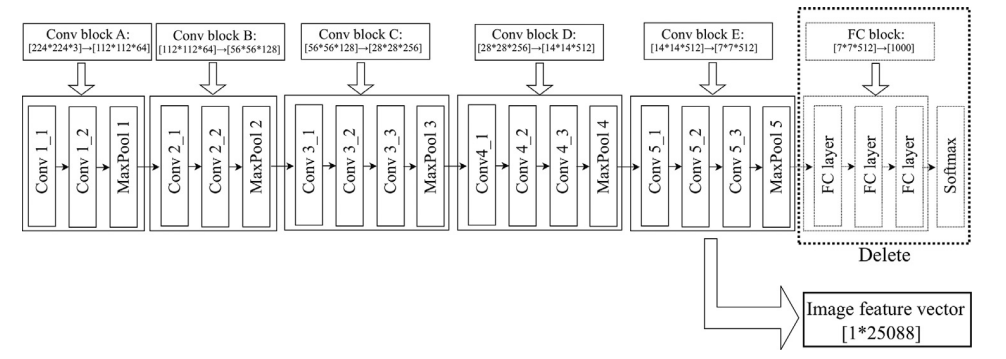 Conv block A:
[224*224*3]→[112*112*64]
Conv block B:
[112*112*64]→[56*56*128]
Conv block C:
[56*56*128]→[28*28*256]
Conv block D:
[28*28*256]→[14*14*512]
Conv block E:
[14*14*512]→[7*7*512]
FC block:
[7*7*512]→[1000]
Conv 1_1
Conv 1_2
MaxPool 1
Conv 2_1
Conv 2_2
MaxPool 2
Conv 3_1
Conv 3_2
Conv 3_3
MaxPool 3
Conv4_1
Conv 4_2
Conv 4_3
MaxPool 4
Conv 5_1
Conv 5_2
Conv 5_3
MaxPool 5
FC layer
FC layer
FC layer
Softmax
Delete
Image feature vector
[1*25088]